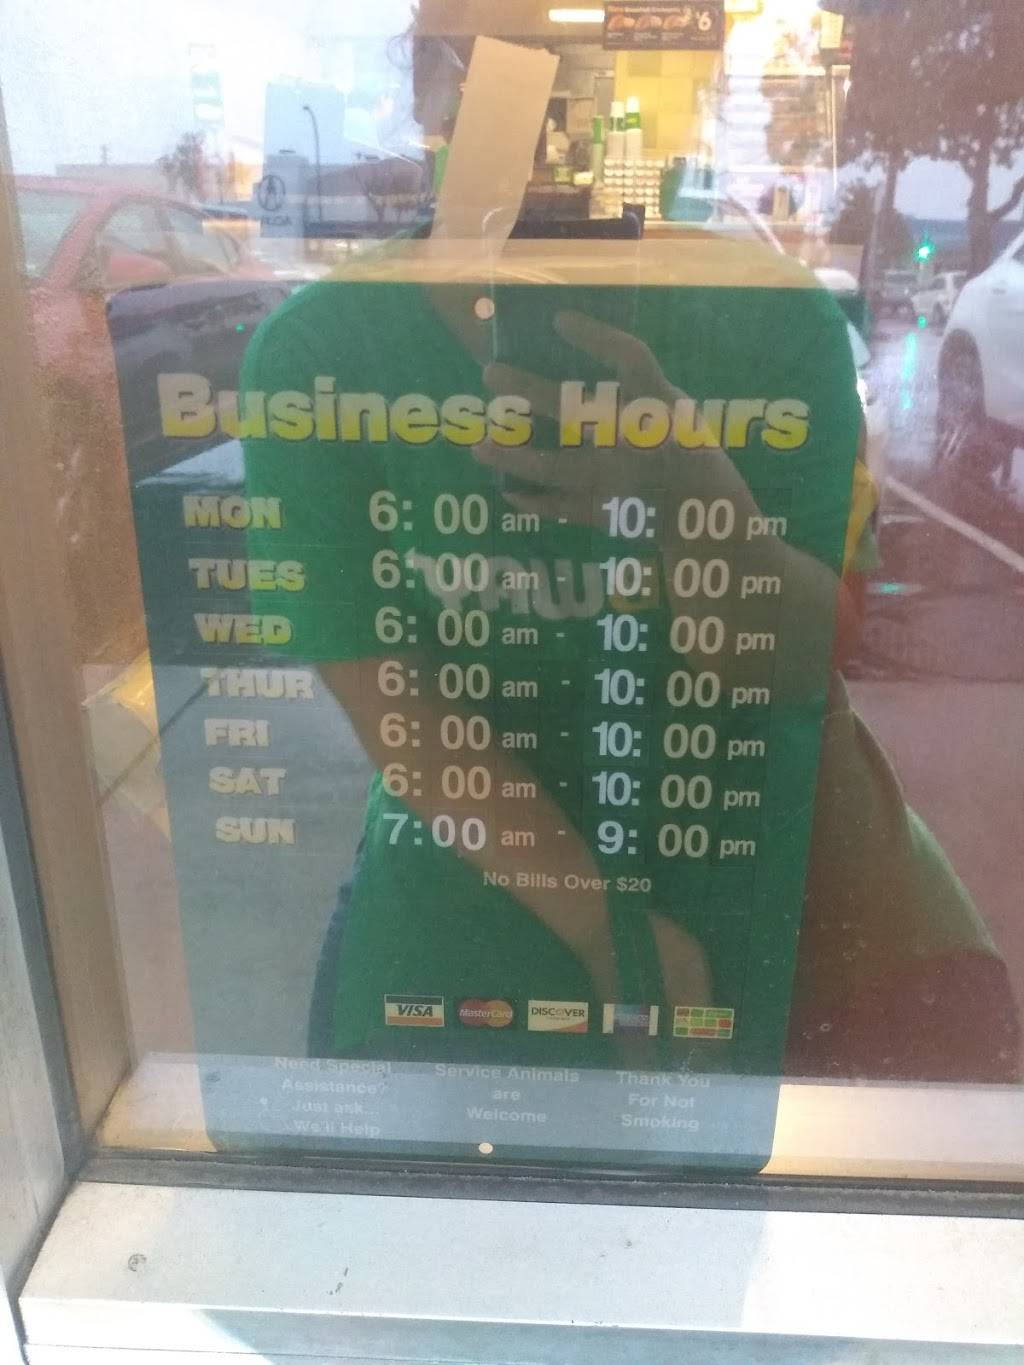 $6
Business Hours
MON 6:00 am - 10:00 pm
TUES 6:00 am - 10:00 pm
WED 6:00 am - 10:00 pm
THUR 6:00 am - 10:00 pm
FRI 6:00 am - 10:00 pm
SAT 6:00 am - 10:00 pm
SUN 7:00 am - 9:00 pm
No Bills Over $20
VISA MasterCard DISCOVER
Need Special
Assistance?
Just ask...
We'll Help
Service Animals
are
Welcome
Thank You
For Not
Smoking